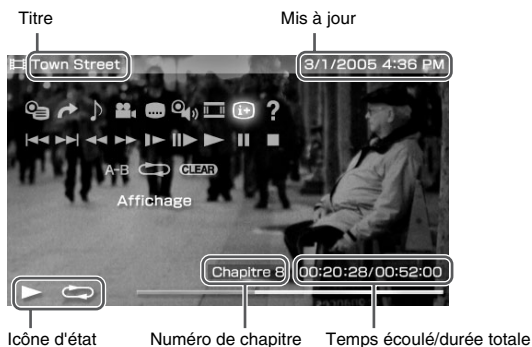 Titre
Mis à jour
Town Street
3/1/2005 4:36 PM
?
A-B
CLEAR
Affichage
Chapitre 8
00:20:28/00:52:00
Icône d'état
Numéro de chapitre
Temps écoulé/durée totale